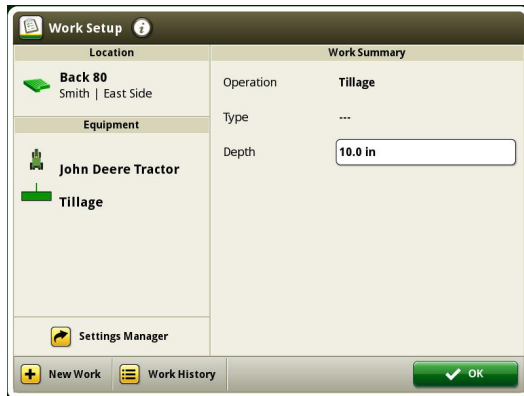 Work Setup i
Location
Back 80
Smith | East Side
Equipment
John Deere Tractor
Tillage
Settings Manager
Work Summary
Operation Tillage
Type ---
Depth 10.0 in
New Work Work History OK